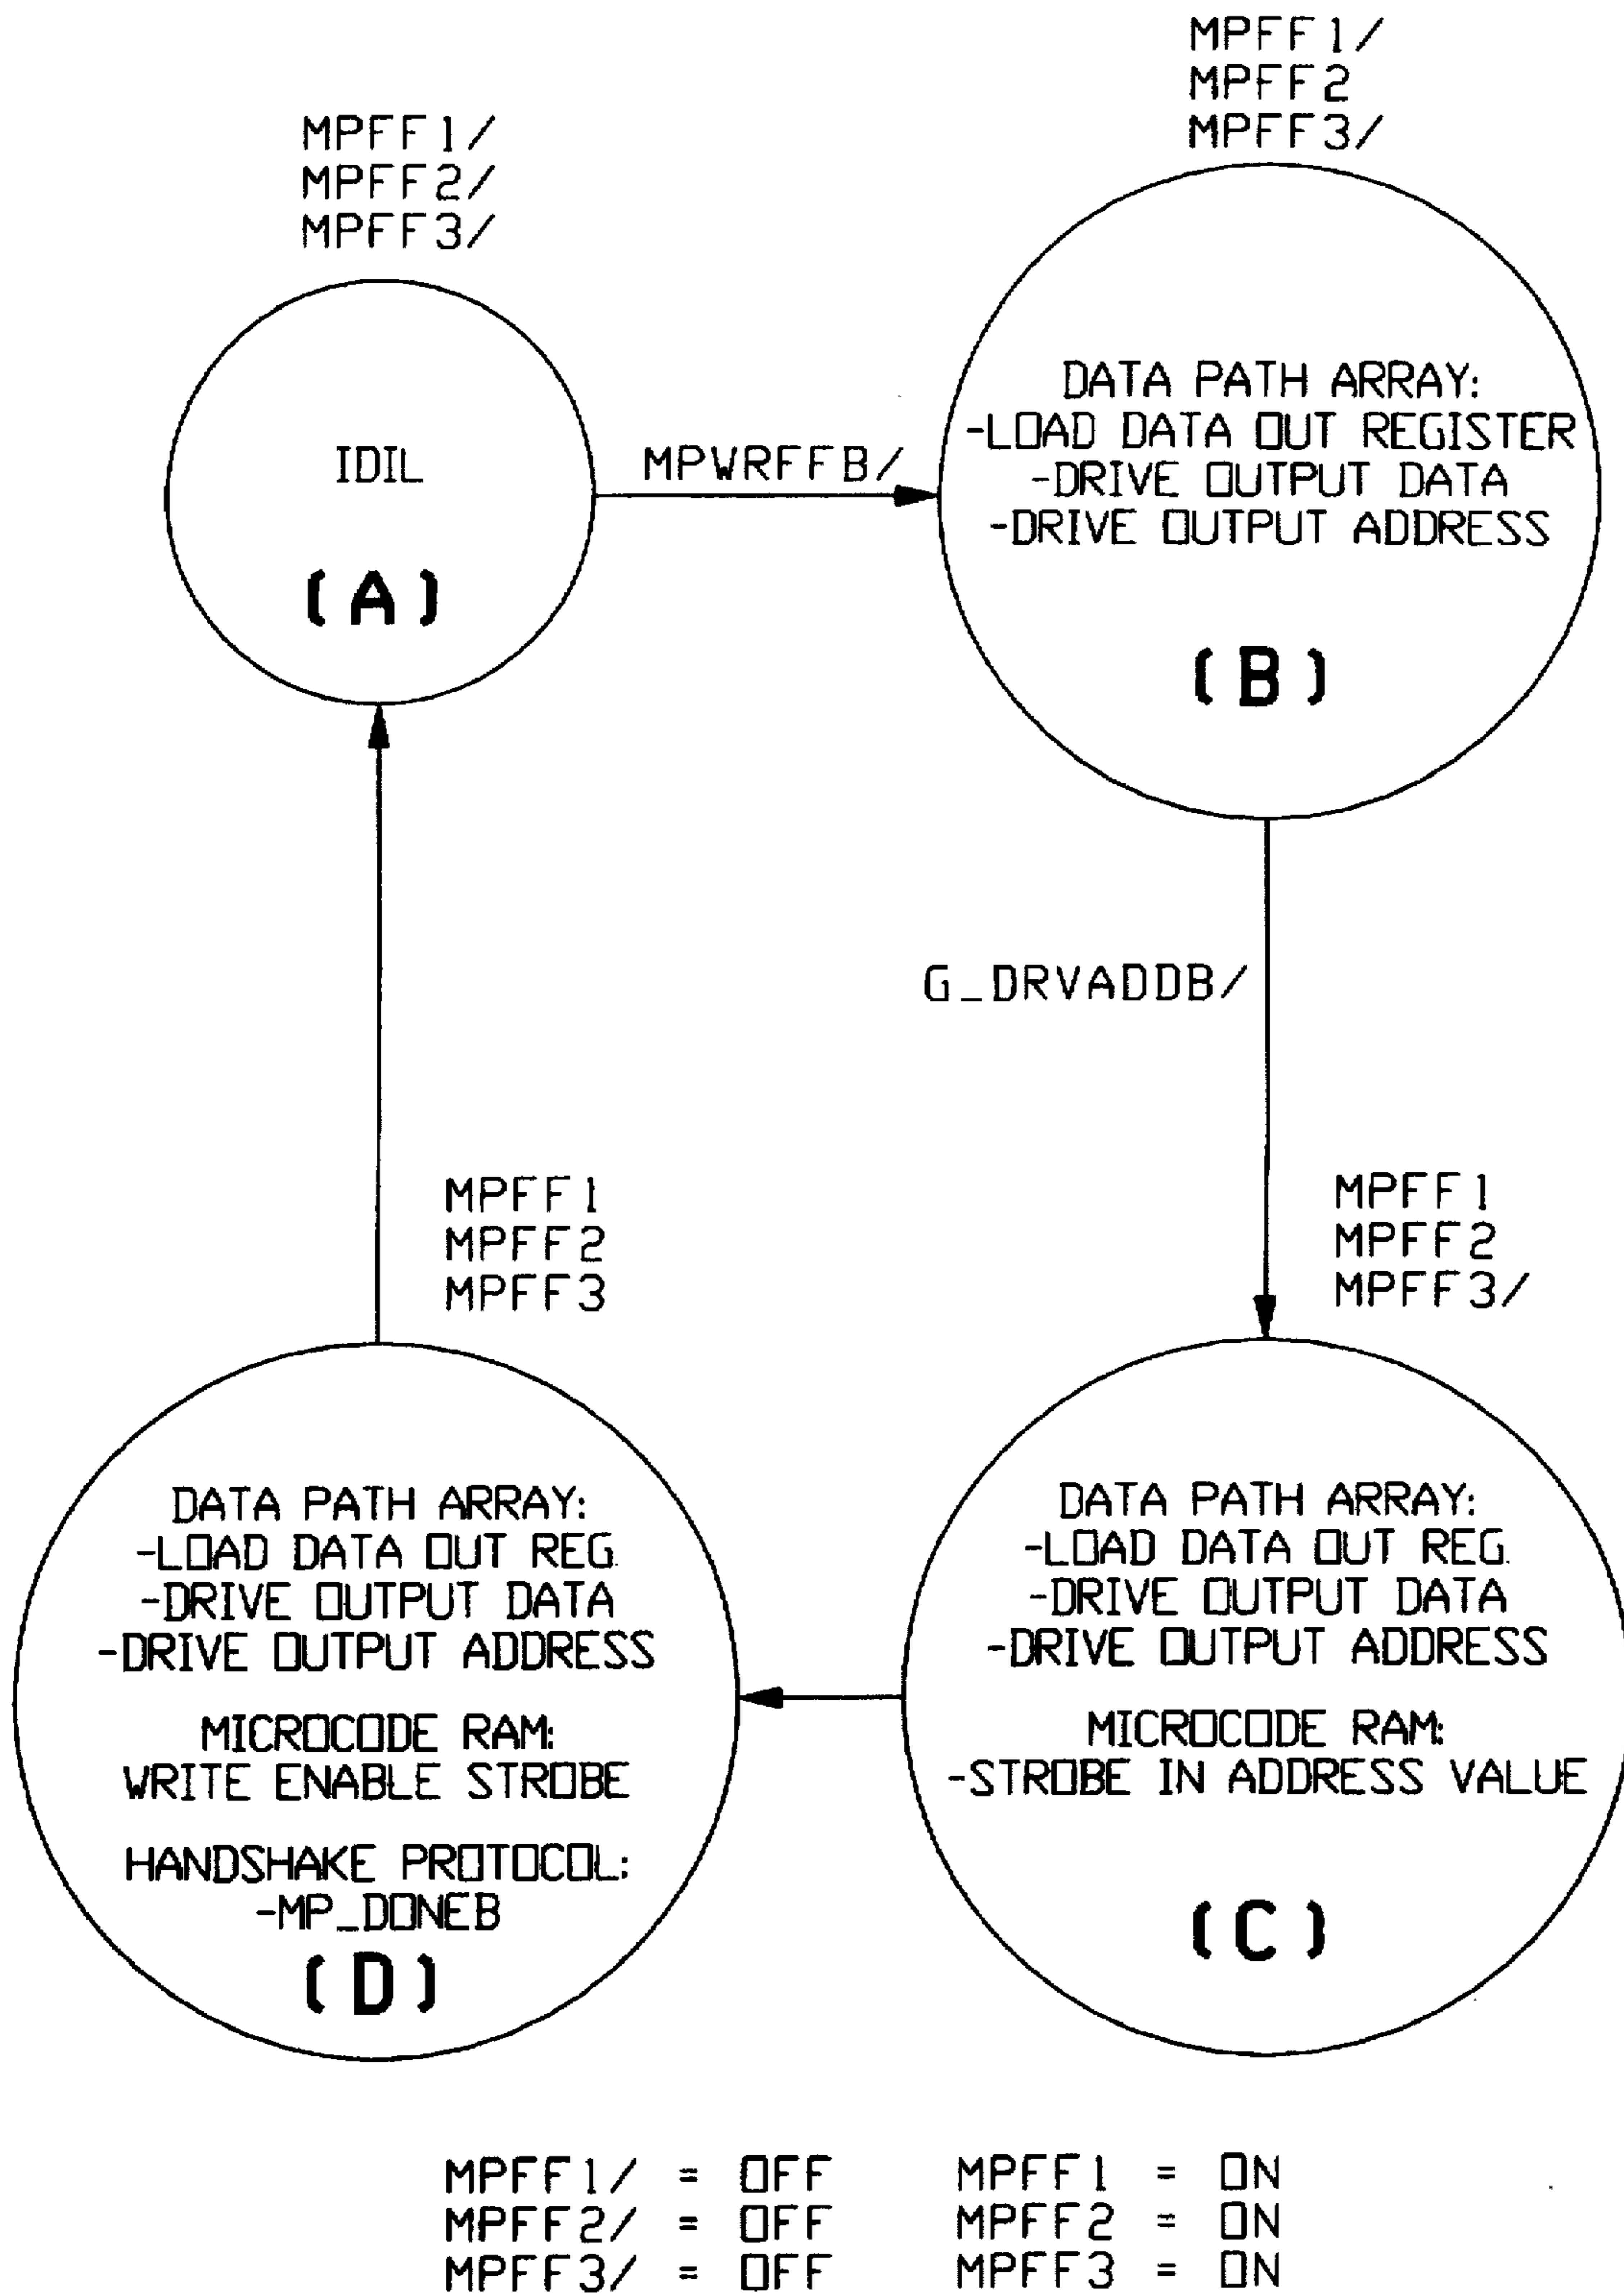 MPFF1/
MPFF2/
MPFF3/
IDIL
(A)
MPWRFFB/
MPFF1/
MPFF2
MPFF3/
DATA PATH ARRAY:
-LOAD DATA OUT REGISTER
-DRIVE OUTPUT DATA
-DRIVE OUTPUT ADDRESS
(B)
G_DRVADDB/
MPFF1
MPFF2
MPFF3/
DATA PATH ARRAY:
-LOAD DATA OUT REG.
-DRIVE OUTPUT DATA
-DRIVE OUTPUT ADDRESS
MICROCODE RAM:
-STROBE IN ADDRESS VALUE
(C)
MPFF1
MPFF2
MPFF3
DATA PATH ARRAY:
-LOAD DATA OUT REG.
-DRIVE OUTPUT DATA
-DRIVE OUTPUT ADDRESS
MICROCODE RAM:
WRITE ENABLE STROBE
HANDSHAKE PROTOCOL:
-MP_DONEB
(D)
MPFF1/ = OFF MPFF1 = ON
MPFF2/ = OFF MPFF2 = ON
MPFF3/ = OFF MPFF3 = ON